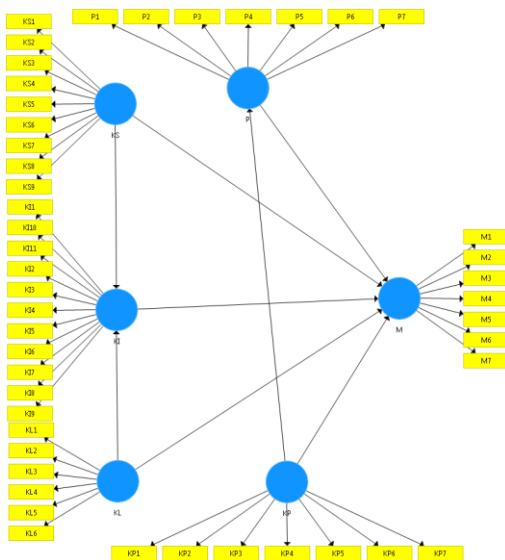 P1 P2 P3 P4 P5 P6 P7
KS1
KS2
KS3
KS4
KS5
KS6
KS7
KS8
KS9
KS
P
KI1
KI10
KI11
KI2
KI3
KI4
KI5
KI6
KI7
KI8
KI9
KI
M1
M2
M3
M4
M5
M6
M7
M
KL1
KL2
KL3
KL4
KL5
KL6
KL
KP
KP1 KP2 KP3 KP4 KP5 KP6 KP7